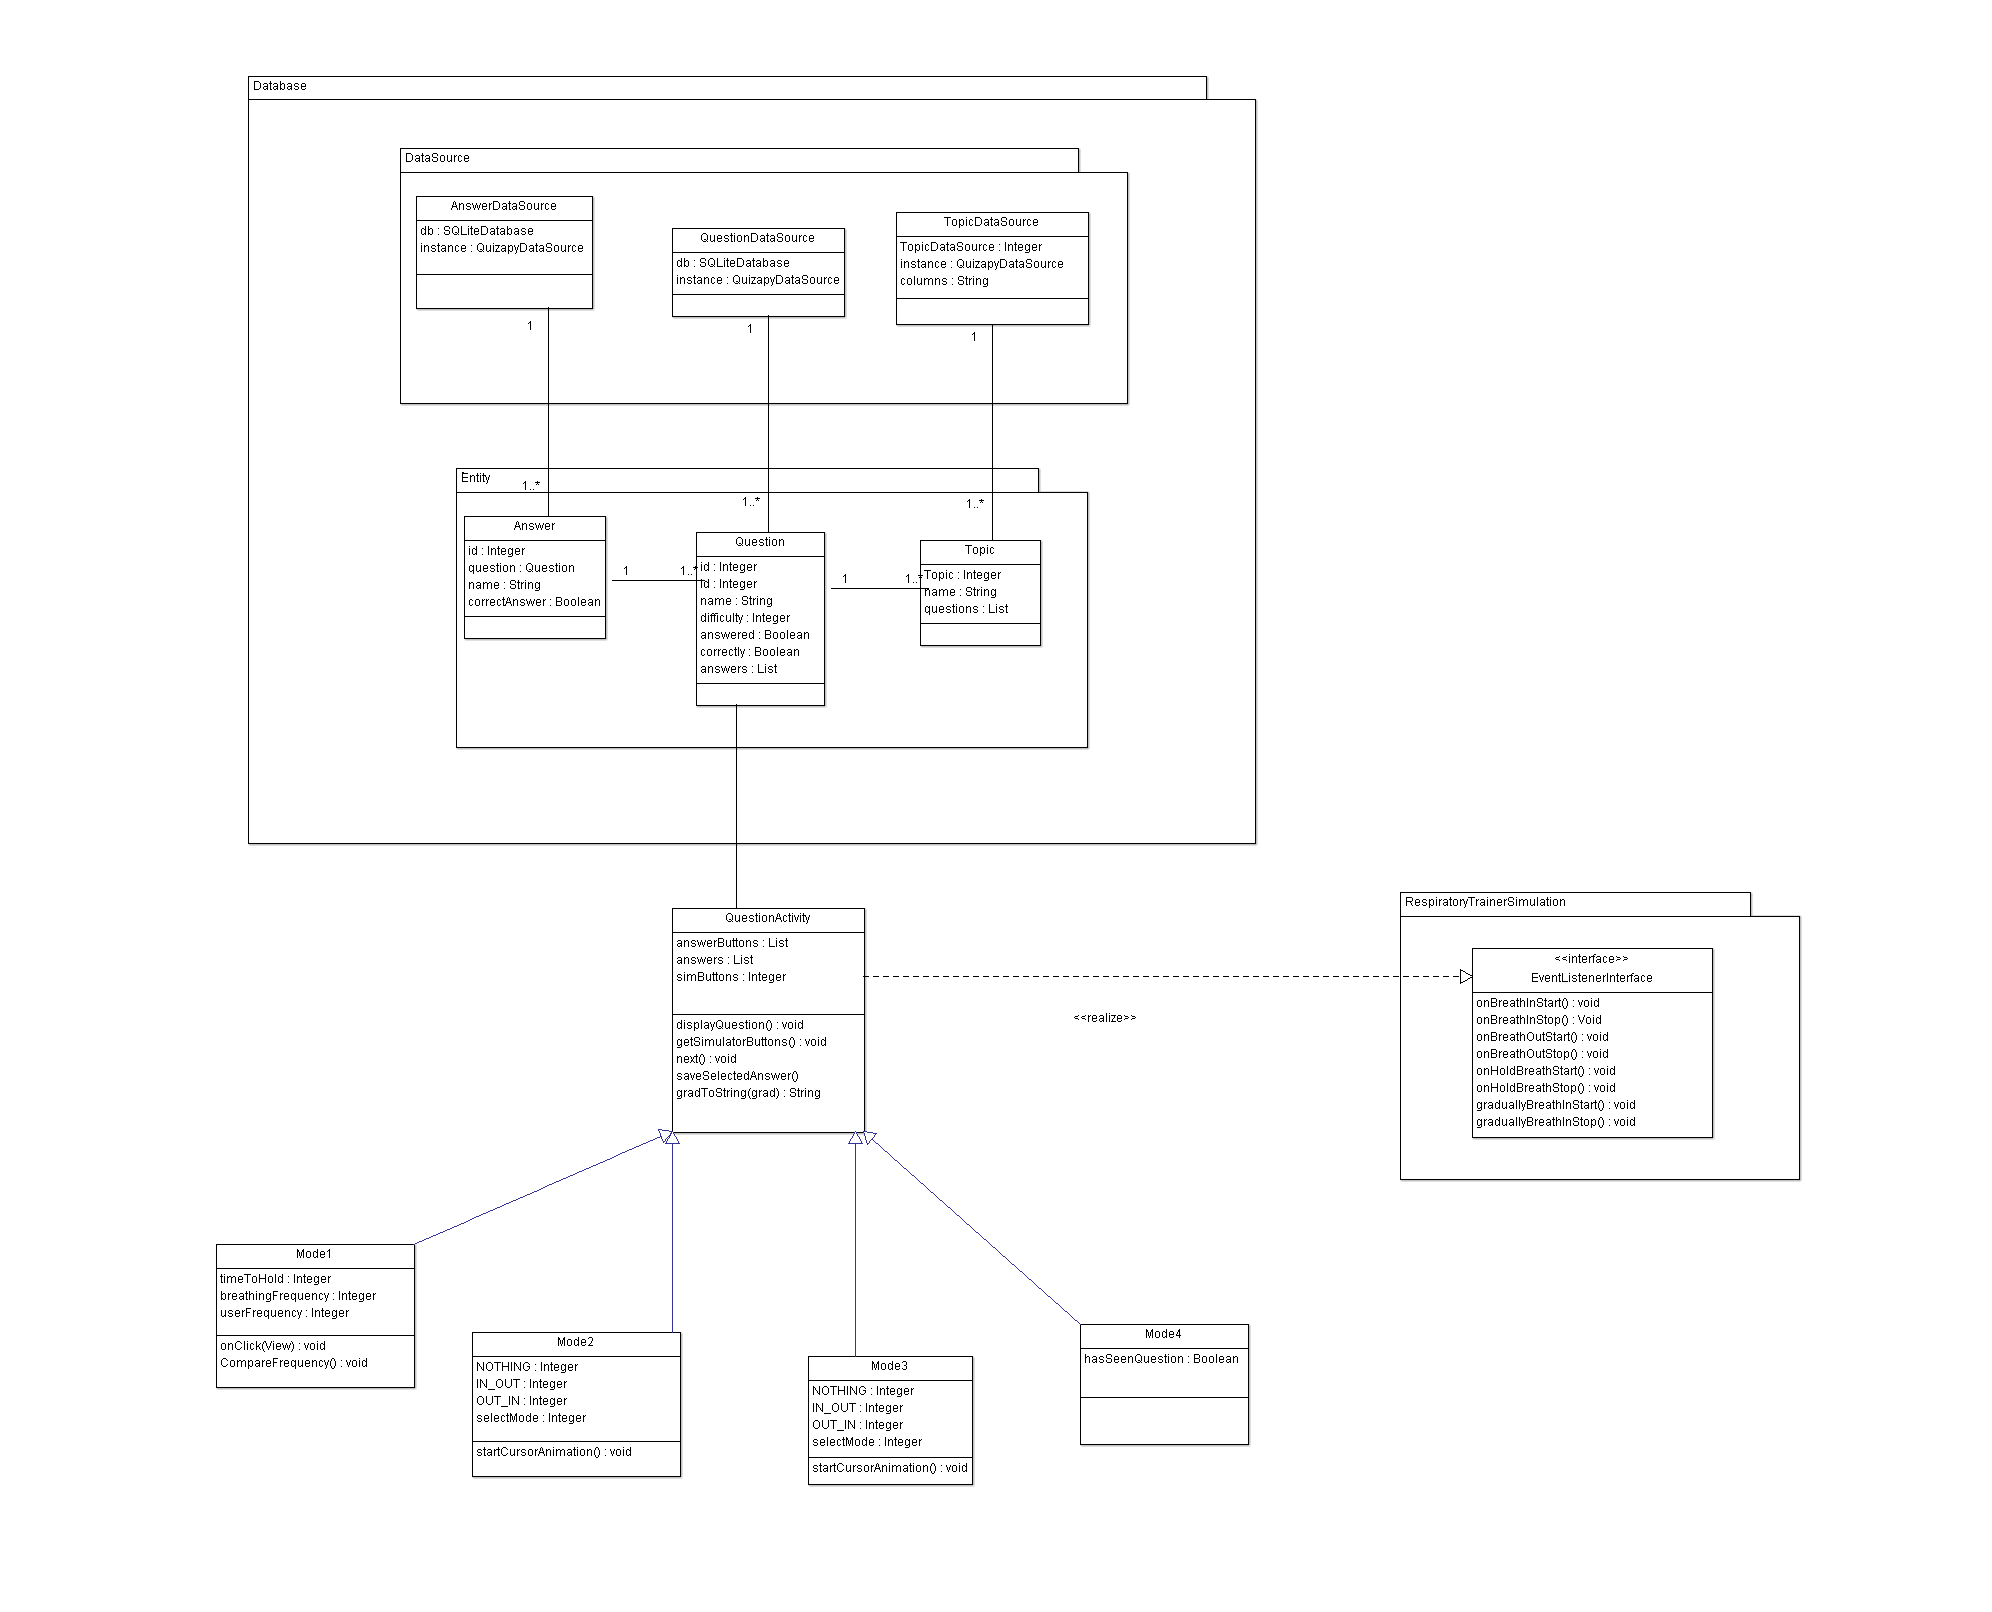 Database
DataSource
AnswerDataSource
db : SQLiteDatabase
instance : QuizapyDataSource
QuestionDataSource
db : SQLiteDatabase
instance : QuizapyDataSource
TopicDataSource
TopicDataSource : Integer
instance : QuizapyDataSource
columns : String
1
1
1
Entity
1..*
1..*
1..*
Answer
id : Integer
question : Question
name : String
correctAnswer : Boolean
1
1..*
Question
id : Integer
id : Integer
name : String
difficulty : Integer
answered : Boolean
correctly : Boolean
answers : List
1
1..*
Topic
Topic : Integer
name : String
questions : List
QuestionActivity
answerButtons : List
answers : List
simButtons : Integer
displayQuestion() : void
getSimulatorButtons() : void
next() : void
saveSelectedAnswer()
gradToString(grad) : String
<<realize>>
RespiratoryTrainerSimulation
<<interface>>
EventListenerInterface
onBreathInStart() : void
onBreathInStop() : Void
onBreathOutStart() : void
onBreathOutStop() : void
onHoldBreathStart() : void
onHoldBreathStop() : void
graduallyBreathInStart() : void
graduallyBreathInStop() : void
Mode1
timeToHold : Integer
breathingFrequency : Integer
userFrequency : Integer
onClick(View) : void
CompareFrequency() : void
Mode2
NOTHING : Integer
IN_OUT : Integer
OUT_IN : Integer
selectMode : Integer
startCursorAnimation() : void
Mode3
NOTHING : Integer
IN_OUT : Integer
OUT_IN : Integer
selectMode : Integer
startCursorAnimation() : void
Mode4
hasSeenQuestion : Boolean